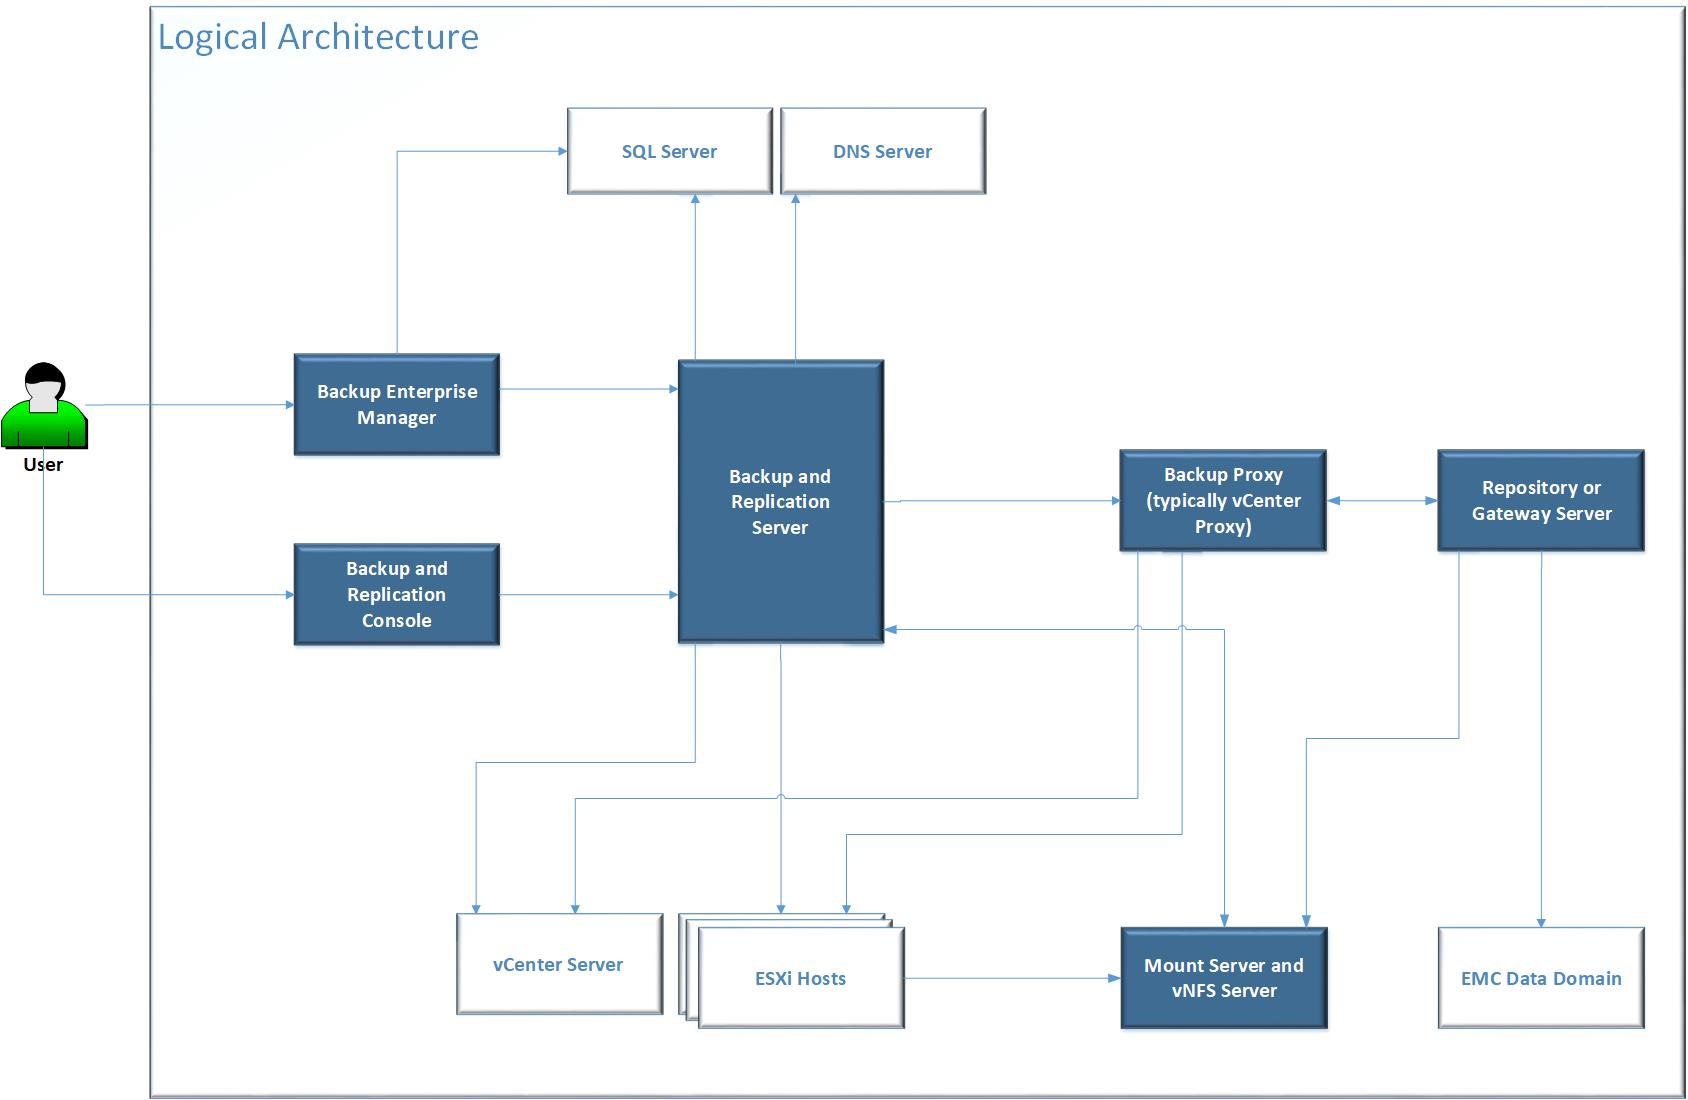 Logical Architecture
SQL Server
DNS Server
Backup Enterprise
Manager
User
Backup and
Replication
Server
Backup Proxy
(typically vCenter
Proxy)
Repository or
Gateway Server
Backup and
Replication
Console
vCenter Server
ESXi Hosts
Mount Server and
vNFS Server
EMC Data Domain